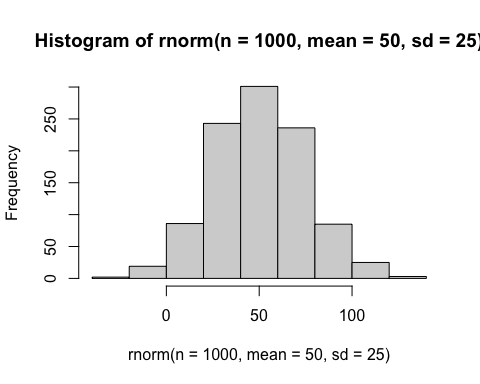 Histogram of rnorm(n = 1000, mean = 50, sd = 25)
Frequency
250
150
50
0
0 50 100
rnorm(n = 1000, mean = 50, sd = 25)